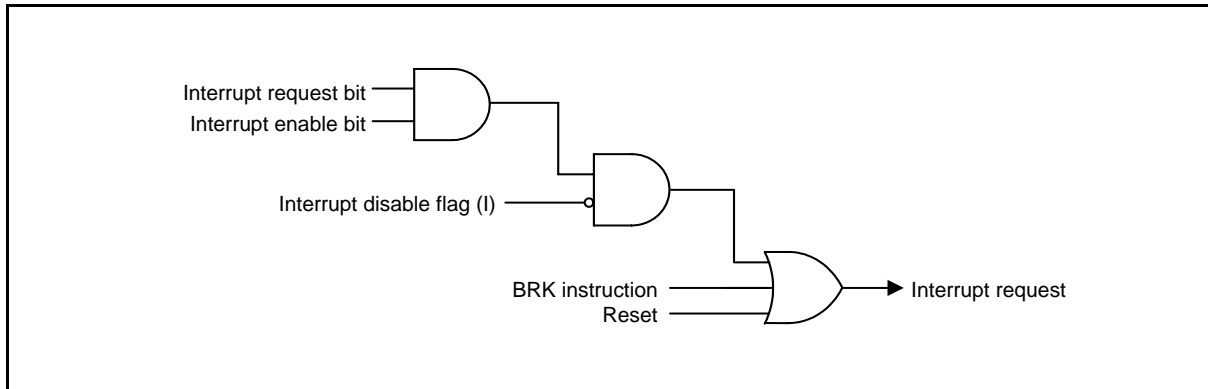 Interrupt request bit
Interrupt enable bit
Interrupt disable flag (I)
BRK instruction
Reset
Interrupt request